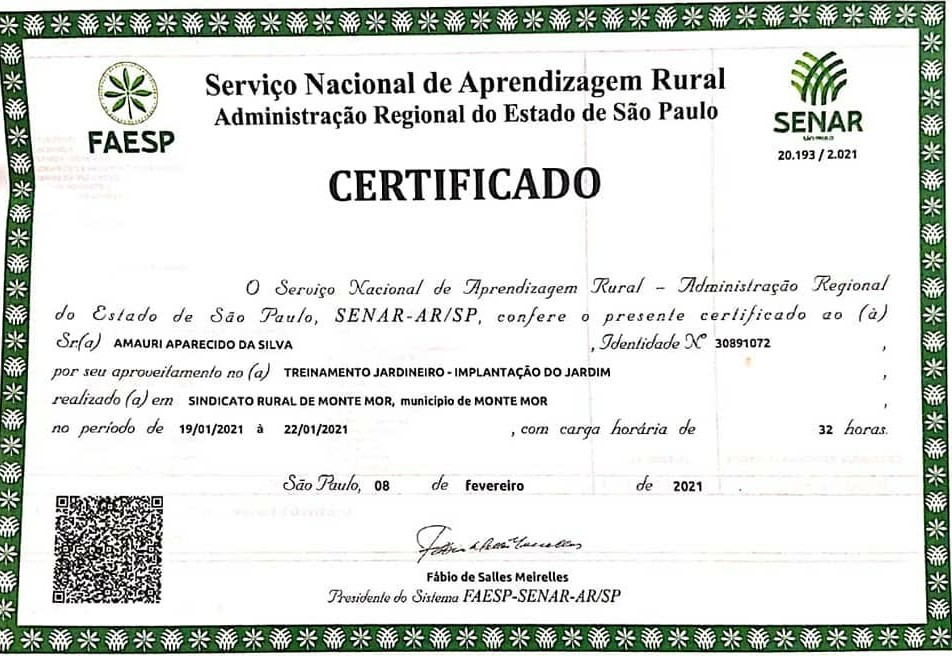 FAESP
Serviço Nacional de Aprendizagem Rural
Administração Regional do Estado de São Paulo
SENAR
SÃO PAULO
20.193 / 2.021
CERTIFICADO
O Serviço Nacional de Aprendizagem Rural – Administração Regional
do Estado de São Paulo, SENAR-AR/SP, confere o presente certificado ao (à)
Sr.(a) AMAURI APARECIDO DA SILVA , Identidade Nº 30891072 ,
por seu aproveitamento no (a) TREINAMENTO JARDINEIRO - IMPLANTAÇÃO DO JARDIM ,
realizado (a) em SINDICATO RURAL DE MONTE MOR, município de MONTE MOR ,
no período de 19/01/2021 à 22/01/2021 , com carga horária de 32 horas.
São Paulo, 08 de fevereiro de 2021 .
Fábio de Salles Meirelles
Presidente do Sistema FAESP-SENAR-AR/SP